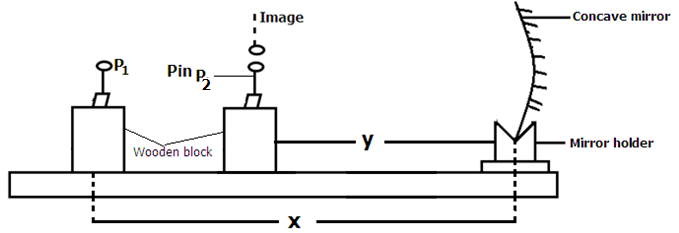 Image
Concave mirror
P1
Pin P2
Wooden block
y
Mirror holder
x